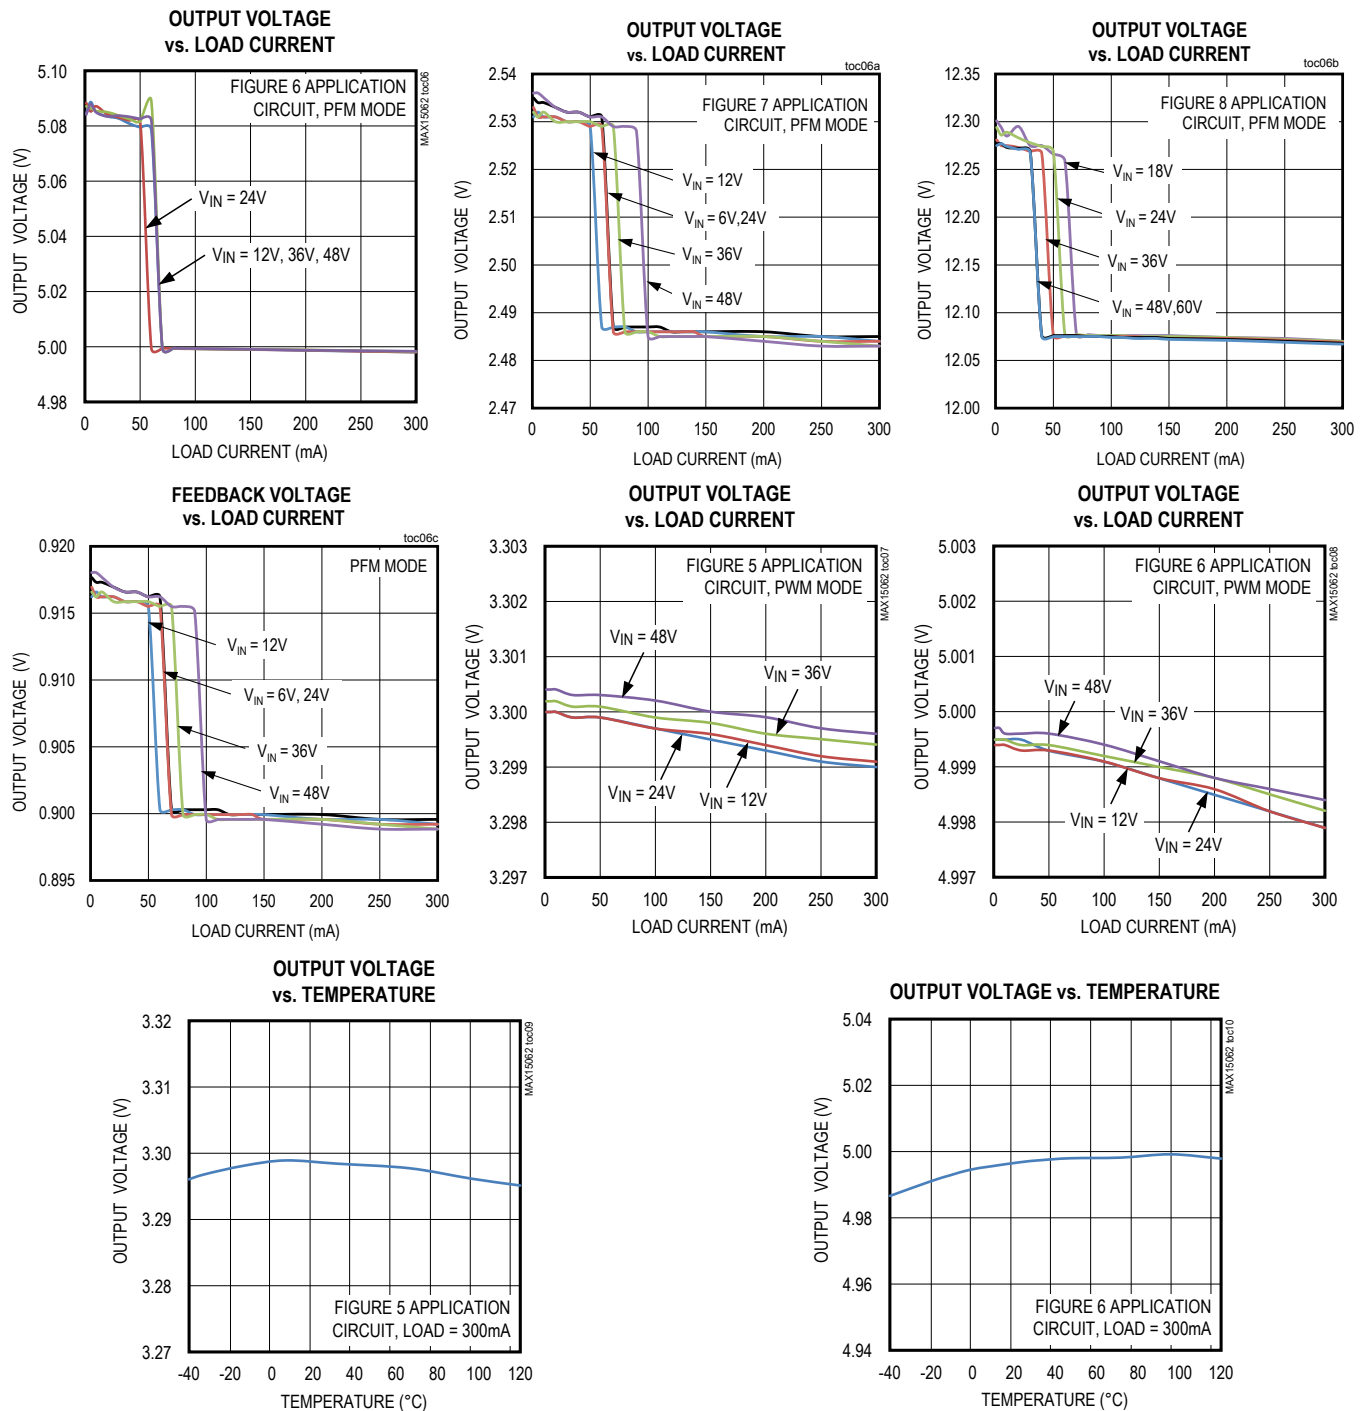 OUTPUT VOLTAGE
vs. LOAD CURRENT
MAX15062 toc06
FIGURE 6 APPLICATION
CIRCUIT, PFM MODE
OUTPUT VOLTAGE (V)
5.10
5.08
5.06
5.04
5.02
5.00
4.98
VIN = 24V
VIN = 12V, 36V, 48V
0 50 100 150 200 250 300
LOAD CURRENT (mA)
OUTPUT VOLTAGE
vs. LOAD CURRENT
toc06a
FIGURE 7 APPLICATION
CIRCUIT, PFM MODE
OUTPUT VOLTAGE (V)
2.54
2.53
2.52
2.51
2.50
2.49
2.48
2.47
VIN = 12V
VIN = 6V,24V
VIN = 36V
VIN = 48V
0 50 100 150 200 250 300
LOAD CURRENT (mA)
OUTPUT VOLTAGE
vs. LOAD CURRENT
toc06b
FIGURE 8 APPLICATION
CIRCUIT, PFM MODE
OUTPUT VOLTAGE (V)
12.35
12.30
12.25
12.20
12.15
12.10
12.05
12.00
VIN = 18V
VIN = 24V
VIN = 36V
VIN = 48V,60V
0 50 100 150 200 250 300
LOAD CURRENT (mA)
FEEDBACK VOLTAGE
vs. LOAD CURRENT
toc06c
PFM MODE
OUTPUT VOLTAGE (V)
0.920
0.915
0.910
0.905
0.900
0.895
VIN = 12V
VIN = 6V, 24V
VIN = 36V
VIN = 48V
0 50 100 150 200 250 300
LOAD CURRENT (mA)
OUTPUT VOLTAGE
vs. LOAD CURRENT
MAX15062 toc07
FIGURE 5 APPLICATION
CIRCUIT, PWM MODE
OUTPUT VOLTAGE (V)
3.303
3.302
3.301
3.300
3.299
3.298
3.297
VIN = 48V
VIN = 36V
VIN = 24V
VIN = 12V
0 50 100 150 200 250 300
LOAD CURRENT (mA)
OUTPUT VOLTAGE
vs. LOAD CURRENT
MAX15062 toc08
FIGURE 6 APPLICATION
CIRCUIT, PWM MODE
OUTPUT VOLTAGE (V)
5.003
5.002
5.001
5.000
4.999
4.998
4.997
VIN = 48V
VIN = 36V
VIN = 12V
VIN = 24V
0 50 100 150 200 250 300
LOAD CURRENT (mA)
OUTPUT VOLTAGE
vs. TEMPERATURE
MAX15062 toc09
OUTPUT VOLTAGE (V)
3.32
3.31
3.30
3.29
3.28
3.27
FIGURE 5 APPLICATION
CIRCUIT, LOAD = 300mA
-40 -20 0 20 40 60 80 100 120
TEMPERATURE (°C)
OUTPUT VOLTAGE vs. TEMPERATURE
MAX15062 toc10
OUTPUT VOLTAGE (V)
5.04
5.02
5.00
4.98
4.96
4.94
FIGURE 6 APPLICATION
CIRCUIT, LOAD = 300mA
-40 -20 0 20 40 60 80 100 120
TEMPERATURE (°C)